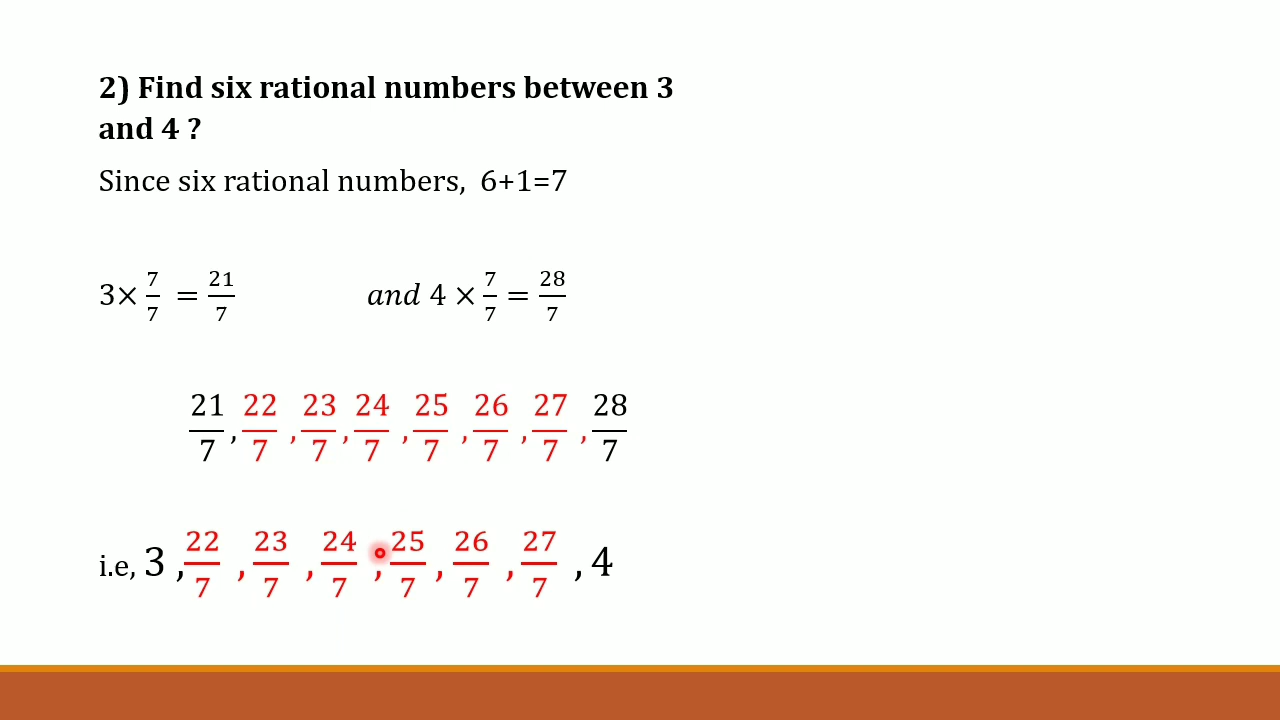 2) Find six rational numbers between 3
and 4 ?
Since six rational numbers, 6+1=7
3× 7/7 = 21/7 and 4 × 7/7 = 28/7
21/7 , 22/7 , 23/7 , 24/7 , 25/7 , 26/7 , 27/7 , 28/7
i.e, 3 , 22/7 , 23/7 , 24/7 , 25/7 , 26/7 , 27/7 , 4